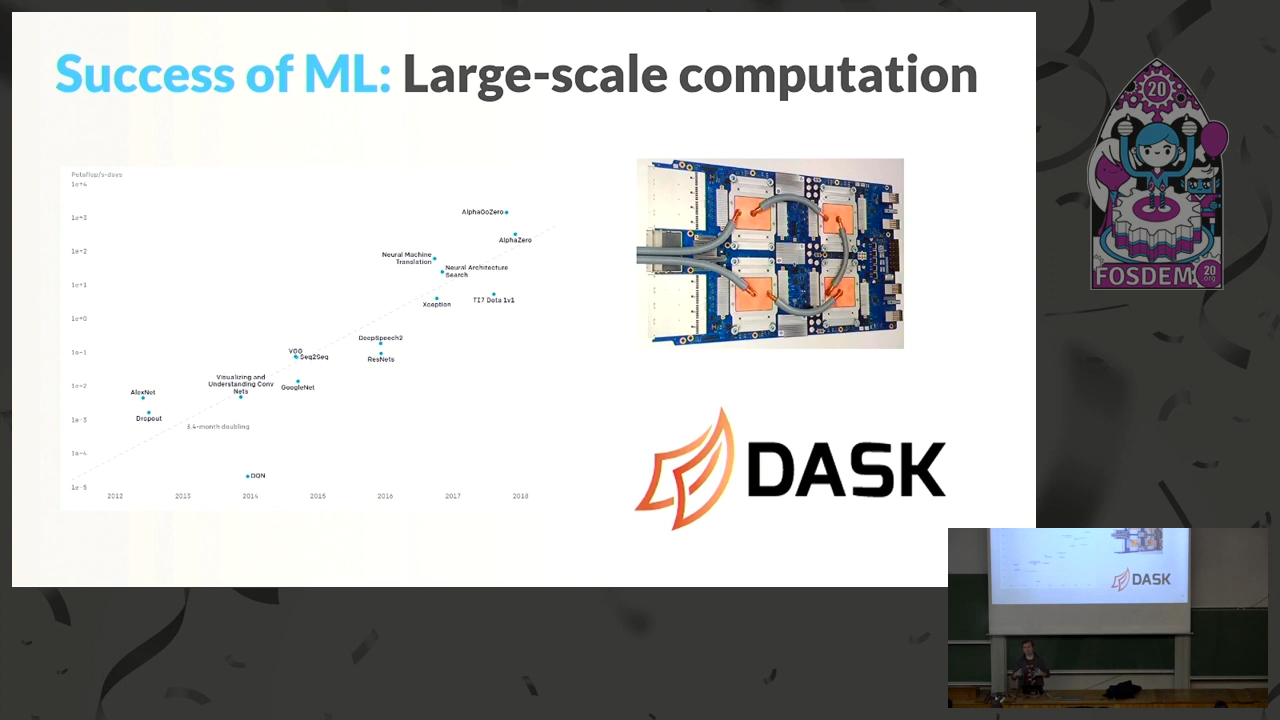 Success of ML: Large-scale computation
Petaflop/s-days
1e+4
1e+3
1e+2
1e+1
1e+0
1e-1
1e-2
1e-3
1e-4
1e-5
AlphaGoZero
AlphaZero
Neural Machine
Translation
Neural Architecture
Search
Xception
TI7 Dota 1v1
DeepSpeech2
ResNets
VGG
Seq2Seq
GoogleNet
Visualizing and
Understanding Conv
Nets
AlexNet
Dropout
3.4-month doubling
DQN
2012 2013 2014 2015 2016 2017 2018
DASK
20
FOSDEM
20
.org
DASK